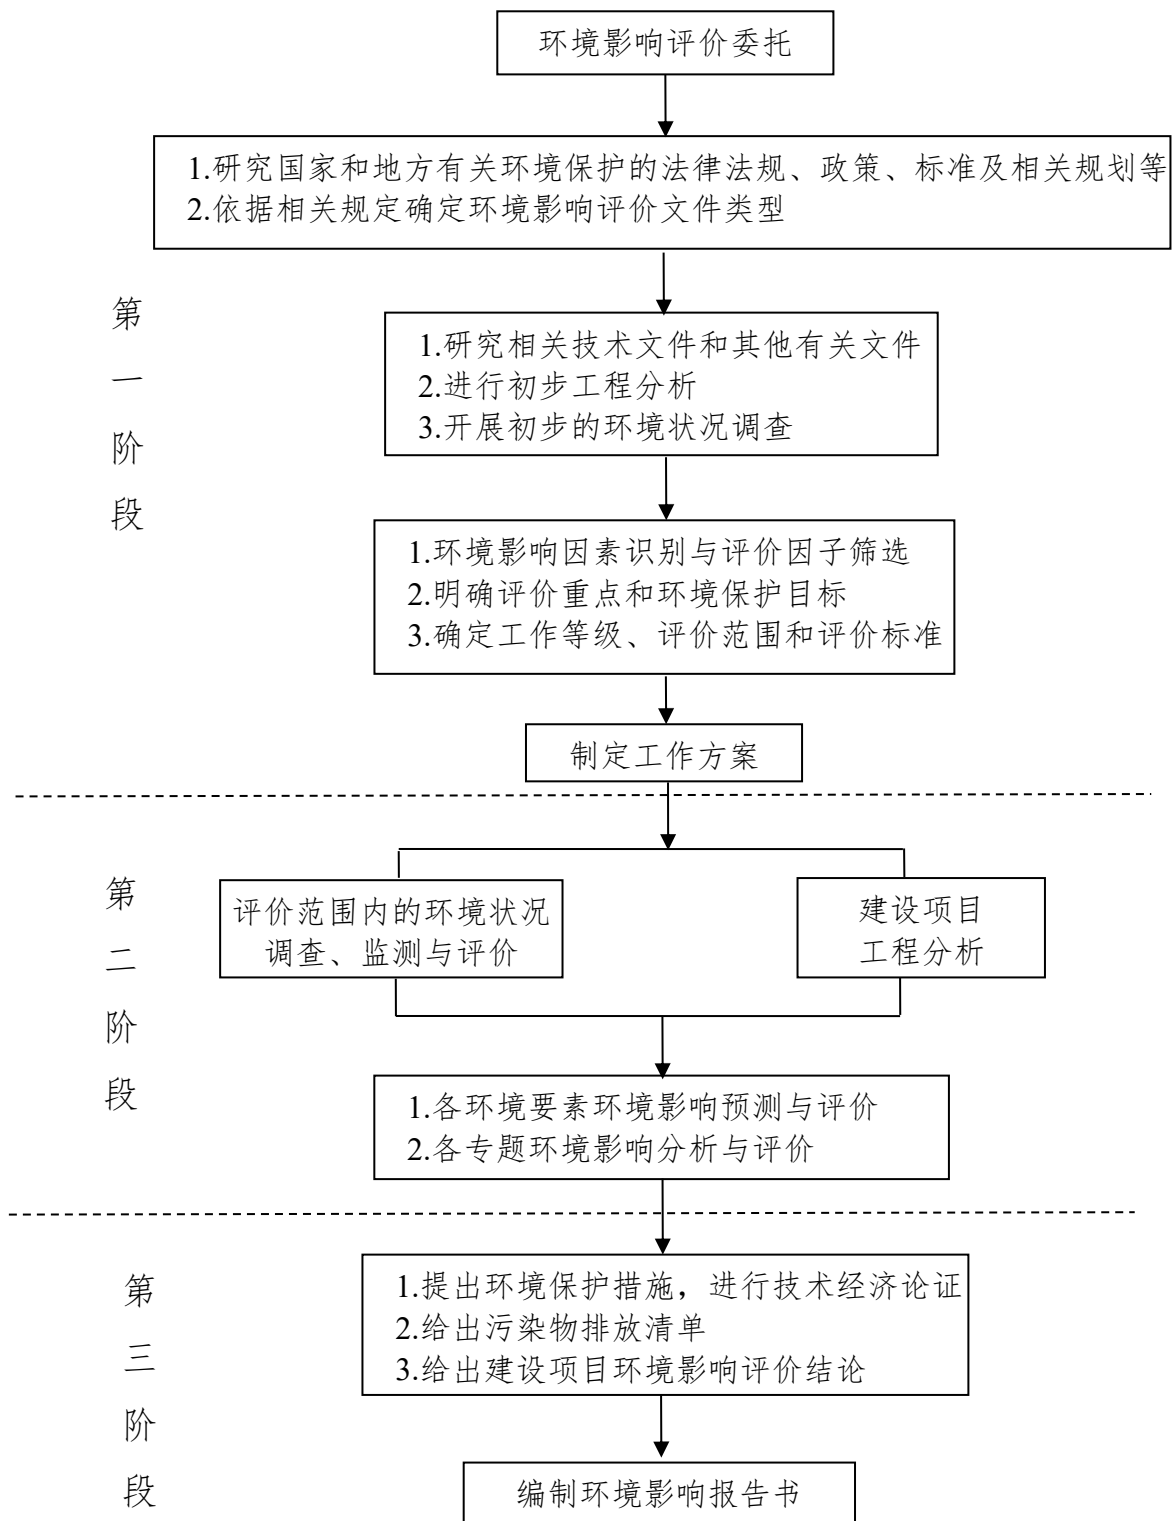 环境影响评价委托
1.研究国家和地方有关环境保护的法律法规、政策、标准及相关规划等
2.依据相关规定确定环境影响评价文件类型
第一阶段
1.研究相关技术文件和其他有关文件
2.进行初步工程分析
3.开展初步的环境状况调查
1.环境影响因素识别与评价因子筛选
2.明确评价重点和环境保护目标
3.确定工作等级、评价范围和评价标准
制定工作方案
第二阶段
评价范围内的环境状况
调查、监测与评价
建设项目
工程分析
1.各环境要素环境影响预测与评价
2.各专题环境影响分析与评价
第三阶段
1.提出环境保护措施，进行技术经济论证
2.给出污染物排放清单
3.给出建设项目环境影响评价结论
编制环境影响报告书